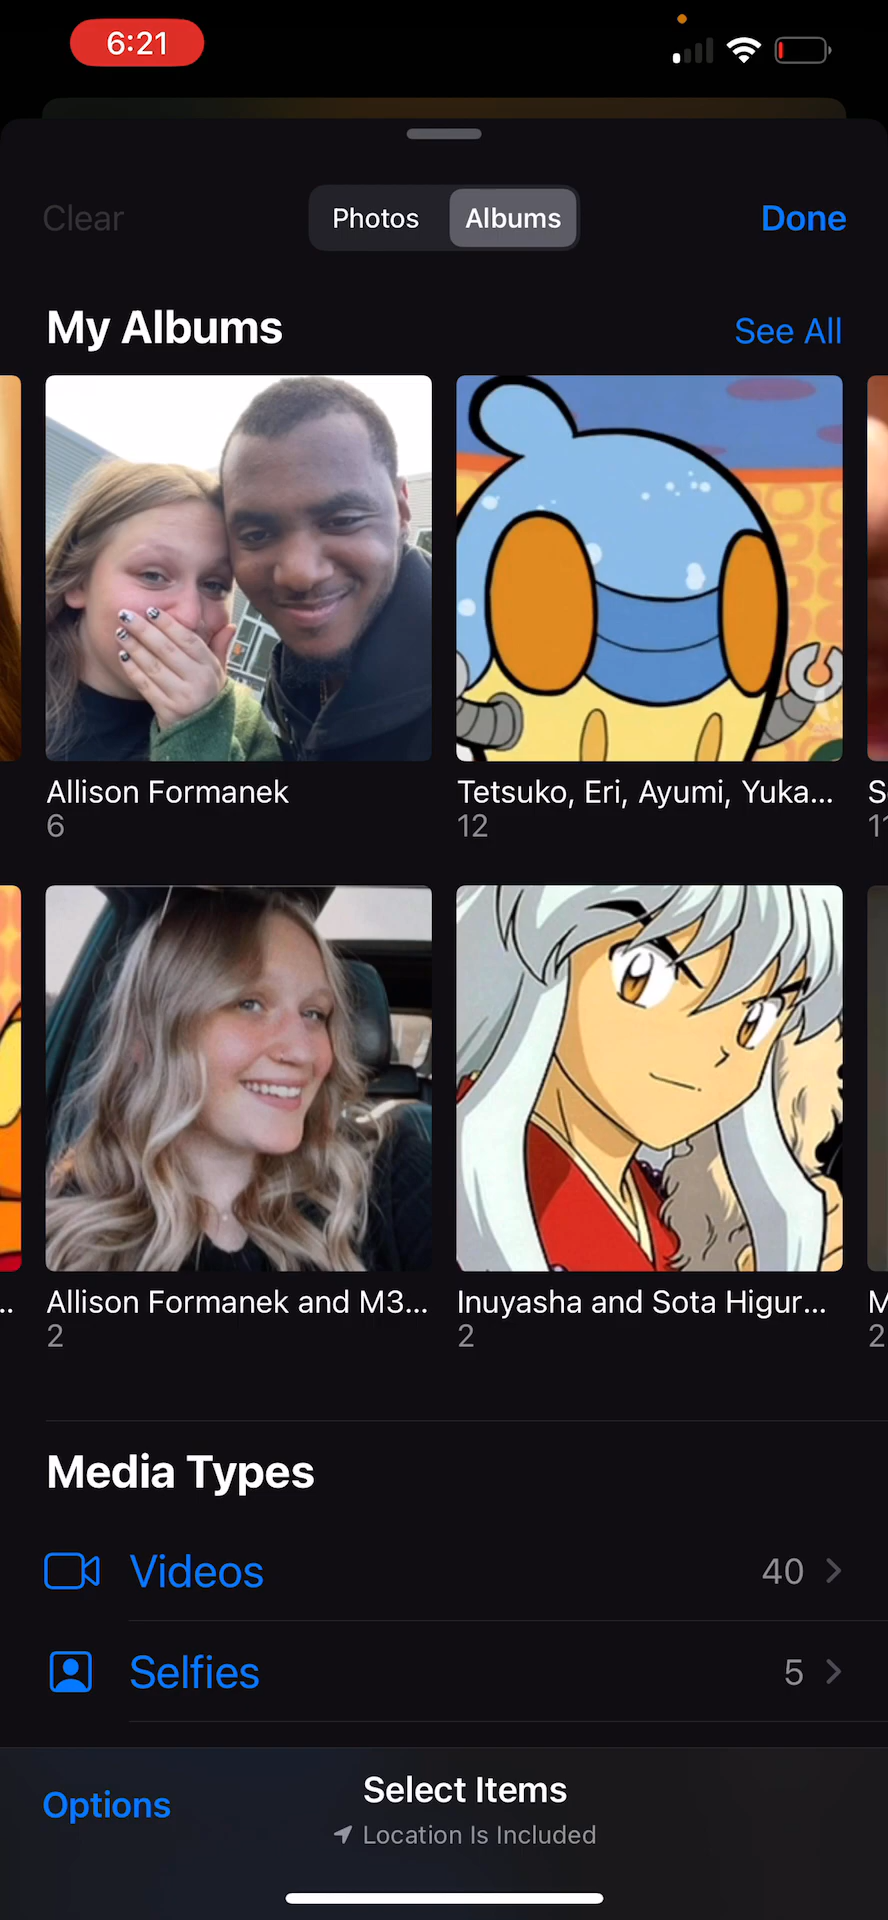 6:21
Clear
Photos
Albums
Done
My Albums
See All
Allison Formanek
6
Tetsuko, Eri, Ayumi, Yuka...
12
S
11
Allison Formanek and M3...
2
Inuyasha and Sota Higur...
2
M
2
Media Types
Videos
40
Selfies
5
Options
Select Items
Location Is Included